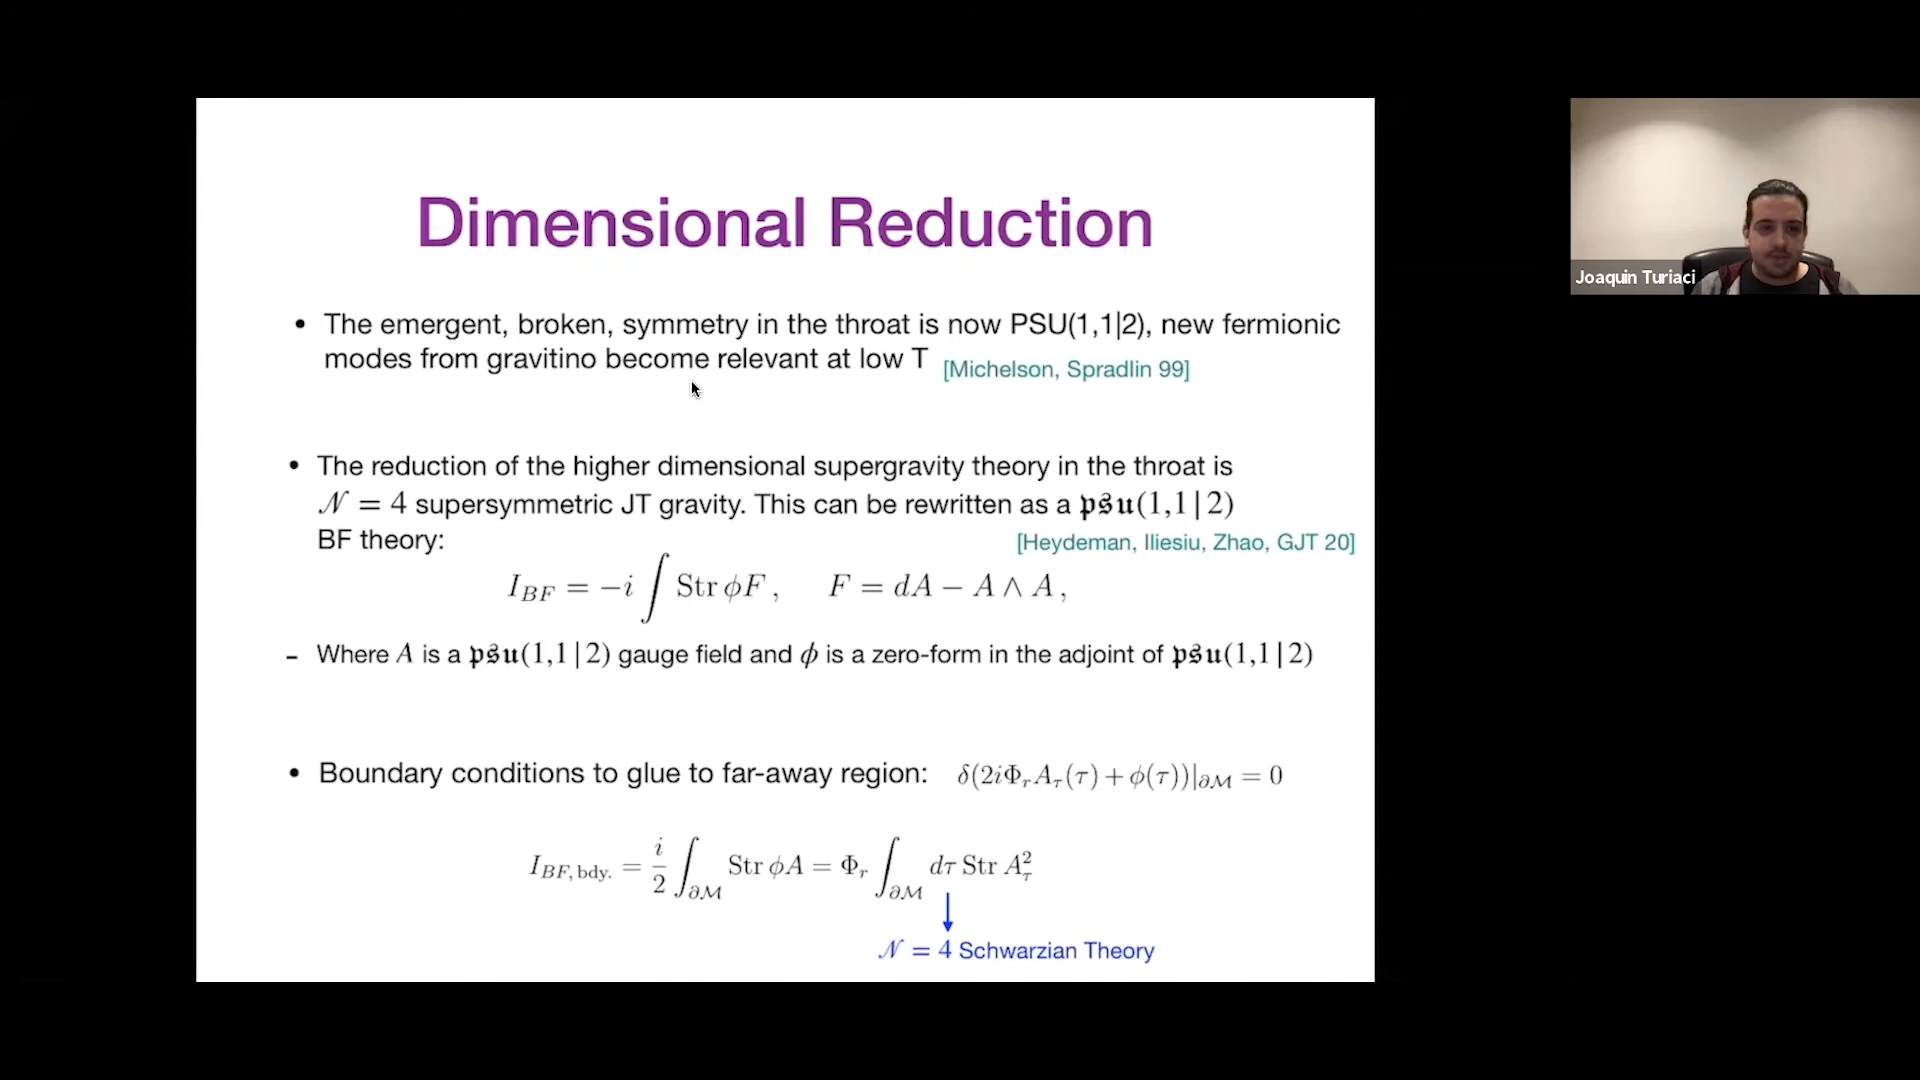 Dimensional Reduction
• The emergent, broken, symmetry in the throat is now PSU(1,1|2), new fermionic
modes from gravitino become relevant at low T [Michelson, Spradlin 99]
• The reduction of the higher dimensional supergravity theory in the throat is
𝒩 = 4 supersymmetric JT gravity. This can be rewritten as a 𝔭𝔰𝔲(1,1|2)
BF theory: [Heydeman, Iliesiu, Zhao, GJT 20]
I_{BF} = −i ∫ Str ϕF , F = dA − A ∧ A ,
– Where A is a 𝔭𝔰𝔲(1,1|2) gauge field and ϕ is a zero-form in the adjoint of 𝔭𝔰𝔲(1,1|2)
• Boundary conditions to glue to far-away region: δ(2iΦ_r A_τ(τ) + ϕ(τ))|_{∂ℳ} = 0
I_{BF, bdy.} = i/2 ∫_{∂ℳ} Str ϕA = Φ_r ∫_{∂ℳ} dτ Str A_τ^2
𝒩 = 4 Schwarzian Theory
Joaquin Turiaci